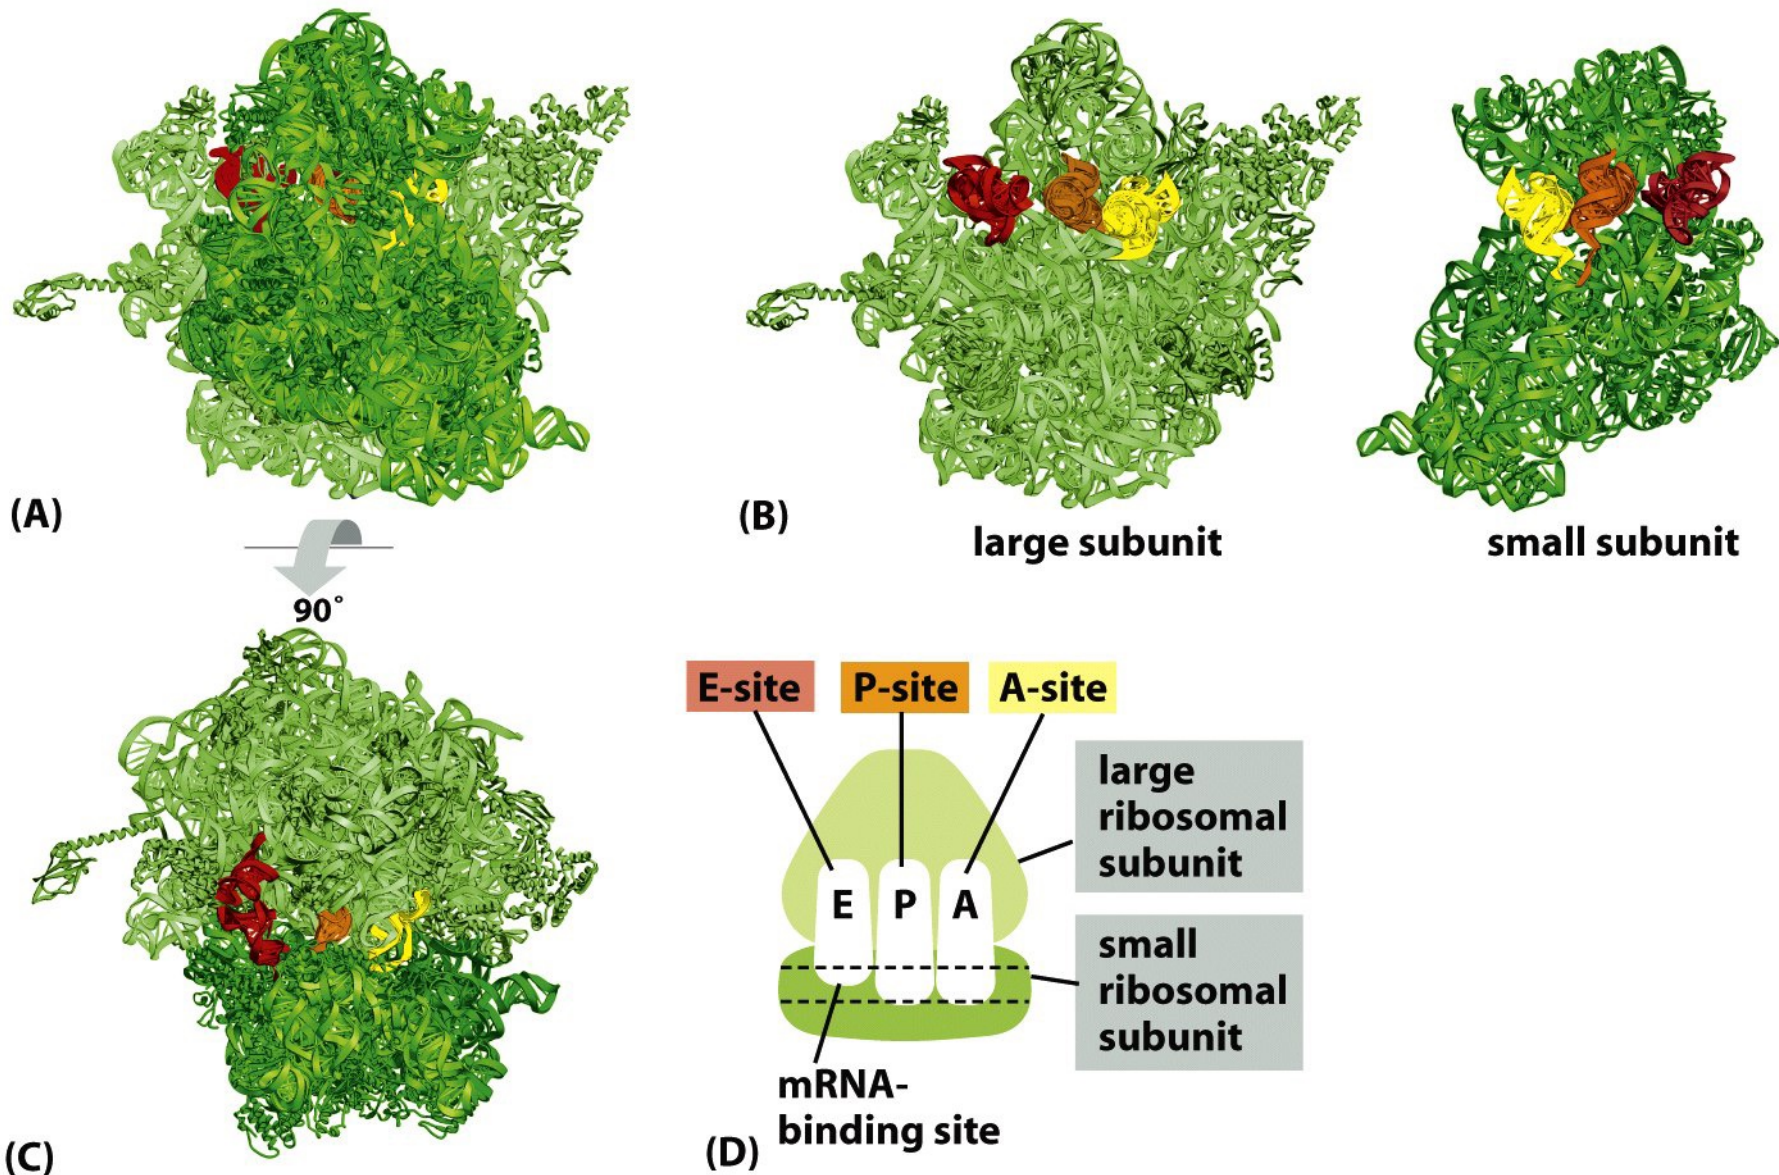 (A)
90°
(B)
large subunit
small subunit
(C)
E-site
P-site
A-site
large
ribosomal
subunit
E
P
A
small
ribosomal
subunit
mRNA-
binding site
(D)